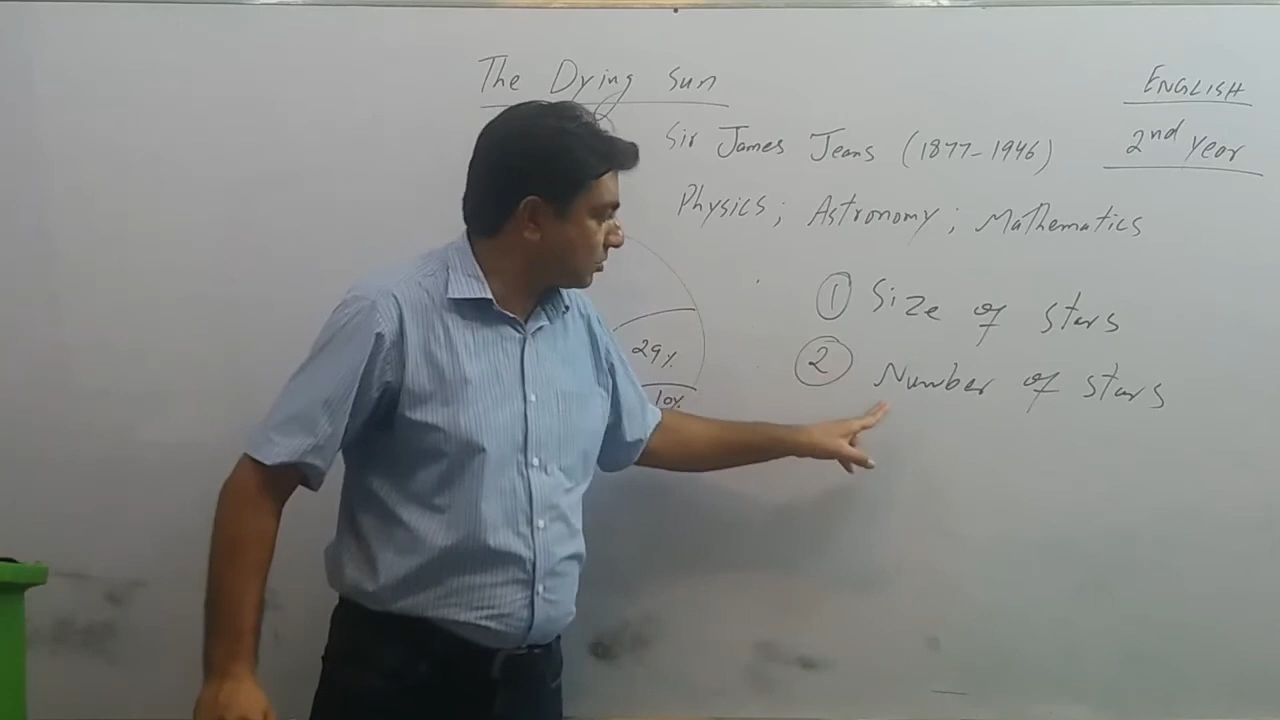 The Dying Sun
ENGLISH
2nd Year
Sir James Jeans (1877-1946)
Physics; Astronomy; Mathematics
① Size of stars
② Number of stars
29%
10%